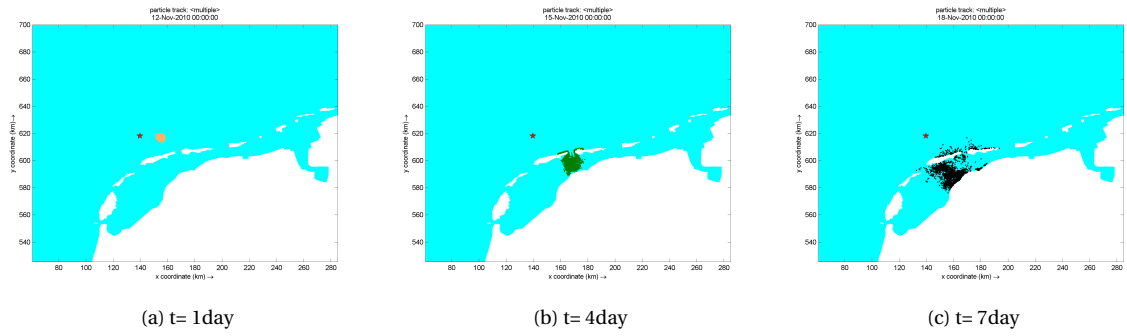 particle track: <multiple>
12-Nov-2010 00:00:00
700
680
660
640
620
600
580
560
540
y coordinate (km)→
80 100 120 140 160 180 200 220 240 260 280
x coordinate (km) →
(a) t= 1day
particle track: <multiple>
15-Nov-2010 00:00:00
700
680
660
640
620
600
580
560
540
y coordinate (km)→
80 100 120 140 160 180 200 220 240 260 280
x coordinate (km) →
(b) t= 4day
particle track: <multiple>
18-Nov-2010 00:00:00
700
680
660
640
620
600
580
560
540
y coordinate (km)→
80 100 120 140 160 180 200 220 240 260 280
x coordinate (km) →
(c) t= 7day